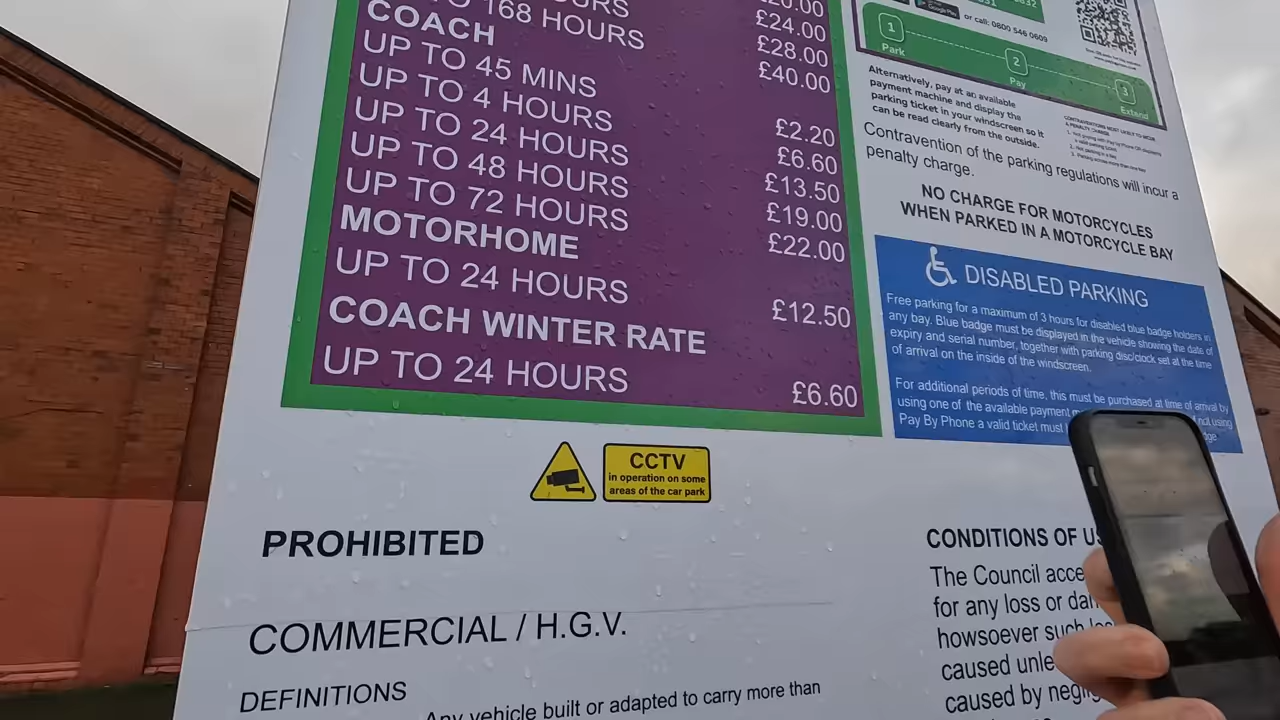 168 HOURS
£24.00
£28.00
£40.00
COACH
UP TO 45 MINS £2.20
UP TO 4 HOURS £6.60
UP TO 24 HOURS £13.50
UP TO 48 HOURS £19.00
UP TO 72 HOURS £22.00
MOTORHOME
UP TO 24 HOURS £12.50
COACH WINTER RATE
UP TO 24 HOURS £6.60
CCTV
in operation on some
areas of the car park
PROHIBITED
COMMERCIAL / H.G.V.
DEFINITIONS
Any vehicle built or adapted to carry more than
Google Play
or call: 0800 546 0609
1
Park
2
Pay
3
Extend
Alternatively, pay at an available
payment machine and display the
parking ticket in your windscreen so it
can be read clearly from the outside.
Contravention of the parking regulations will incur a
penalty charge.
NO CHARGE FOR MOTORCYCLES
WHEN PARKED IN A MOTORCYCLE BAY
DISABLED PARKING
Free parking for a maximum of 3 hours for disabled blue badge holders in
any bay. Blue badge must be displayed in the vehicle showing the date of
expiry and serial number, together with parking disc/clock set at the time
of arrival on the inside of the windscreen.
For additional periods of time, this must be purchased at time of arrival by
using one of the available payment not using
Pay By Phone a valid ticket must
CONDITIONS OF
The Council
for any loss or
howsoever such
caused
caused by